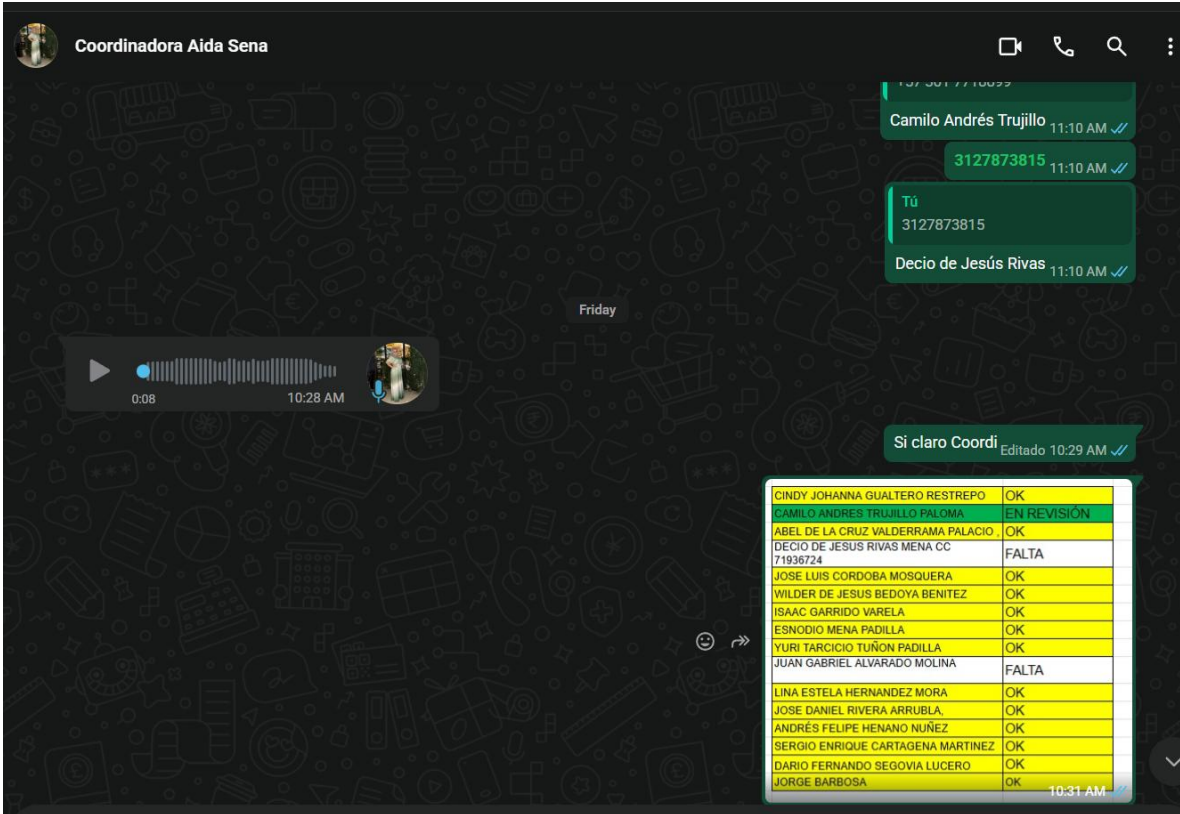 Coordinadora Aida Sena
Camilo Andrés Trujillo 11:10 AM
3127873815 11:10 AM
Tú
3127873815
Decio de Jesús Rivas 11:10 AM
Friday
0:08 10:28 AM
Si claro Coordi Editado 10:29 AM
CINDY JOHANNA GUALTERO RESTREPO OK
CAMILO ANDRES TRUJILLO PALOMA EN REVISIÓN
ABEL DE LA CRUZ VALDERRAMA PALACIO , OK
DECIO DE JESUS RIVAS MENA CC
71936724 FALTA
JOSE LUIS CORDOBA MOSQUERA OK
WILDER DE JESUS BEDOYA BENITEZ OK
ISAAC GARRIDO VARELA OK
ESNODIO MENA PADILLA OK
YURI TARCICIO TUÑON PADILLA OK
JUAN GABRIEL ALVARADO MOLINA FALTA
LINA ESTELA HERNANDEZ MORA OK
JOSE DANIEL RIVERA ARRUBLA, OK
ANDRÉS FELIPE HENANO NUÑEZ OK
SERGIO ENRIQUE CARTAGENA MARTINEZ OK
DARIO FERNANDO SEGOVIA LUCERO OK
JORGE BARBOSA OK
10:31 AM